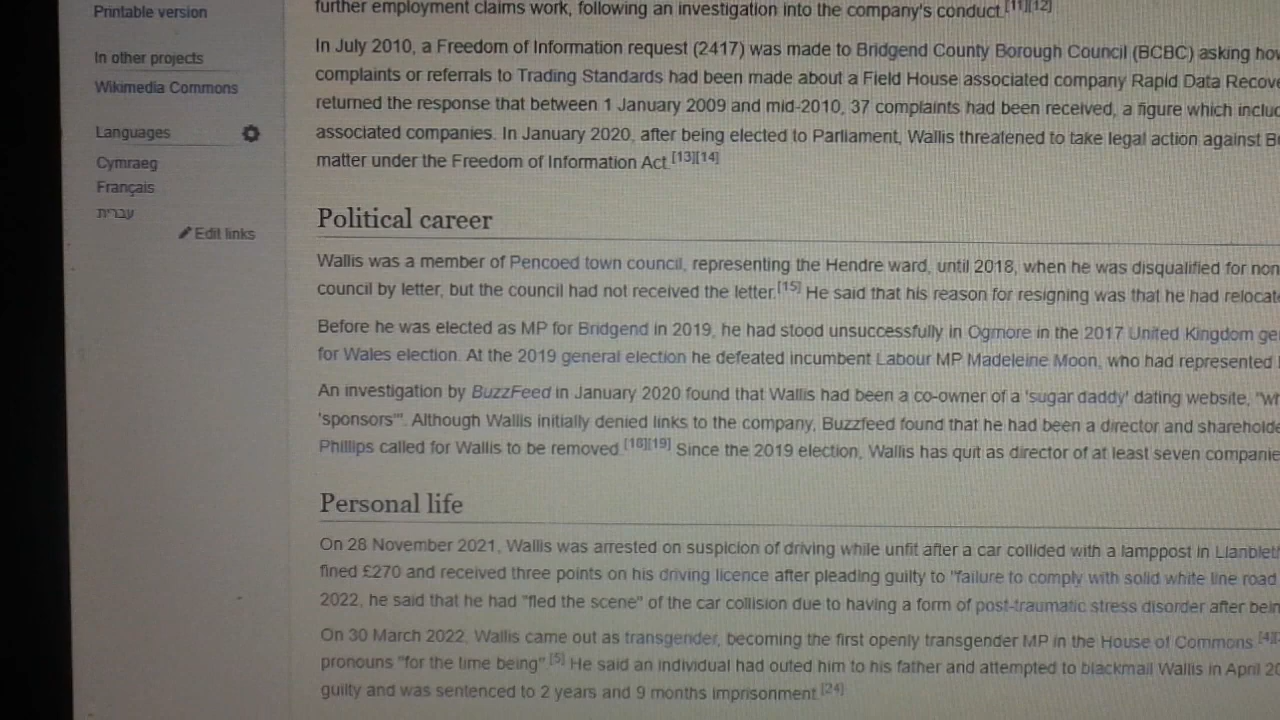 Printable version
In other projects
Wikimedia Commons
Languages
Cymraeg
Français
עברית
Edit links
further employment claims work, following an investigation into the company's conduct.[11][12]
In July 2010, a Freedom of Information request (2417) was made to Bridgend County Borough Council (BCBC) asking how
complaints or referrals to Trading Standards had been made about a Field House associated company Rapid Data Recove
returned the response that between 1 January 2009 and mid-2010, 37 complaints had been received, a figure which includ
associated companies. In January 2020, after being elected to Parliament, Wallis threatened to take legal action against B
matter under the Freedom of Information Act.[13][14]
Political career
Wallis was a member of Pencoed town council, representing the Hendre ward, until 2018, when he was disqualified for non
council by letter, but the council had not received the letter.[15] He said that his reason for resigning was that he had relocat
Before he was elected as MP for Bridgend in 2019, he had stood unsuccessfully in Ogmore in the 2017 United Kingdom ge
for Wales election. At the 2019 general election he defeated incumbent Labour MP Madeleine Moon, who had represented
An investigation by BuzzFeed in January 2020 found that Wallis had been a co-owner of a 'sugar daddy' dating website, "wh
'sponsors'". Although Wallis initially denied links to the company, Buzzfeed found that he had been a director and shareholde
Phillips called for Wallis to be removed.[18][19] Since the 2019 election, Wallis has quit as director of at least seven companie
Personal life
On 28 November 2021, Wallis was arrested on suspicion of driving while unfit after a car collided with a lamppost in Llanbleth
fined £270 and received three points on his driving licence after pleading guilty to "failure to comply with solid white line road
2022, he said that he had "fled the scene" of the car collision due to having a form of post-traumatic stress disorder after bein
On 30 March 2022, Wallis came out as transgender, becoming the first openly transgender MP in the House of Commons.[4]
pronouns "for the time being".[5] He said an individual had outed him to his father and attempted to blackmail Wallis in April 20
guilty and was sentenced to 2 years and 9 months imprisonment.[24]